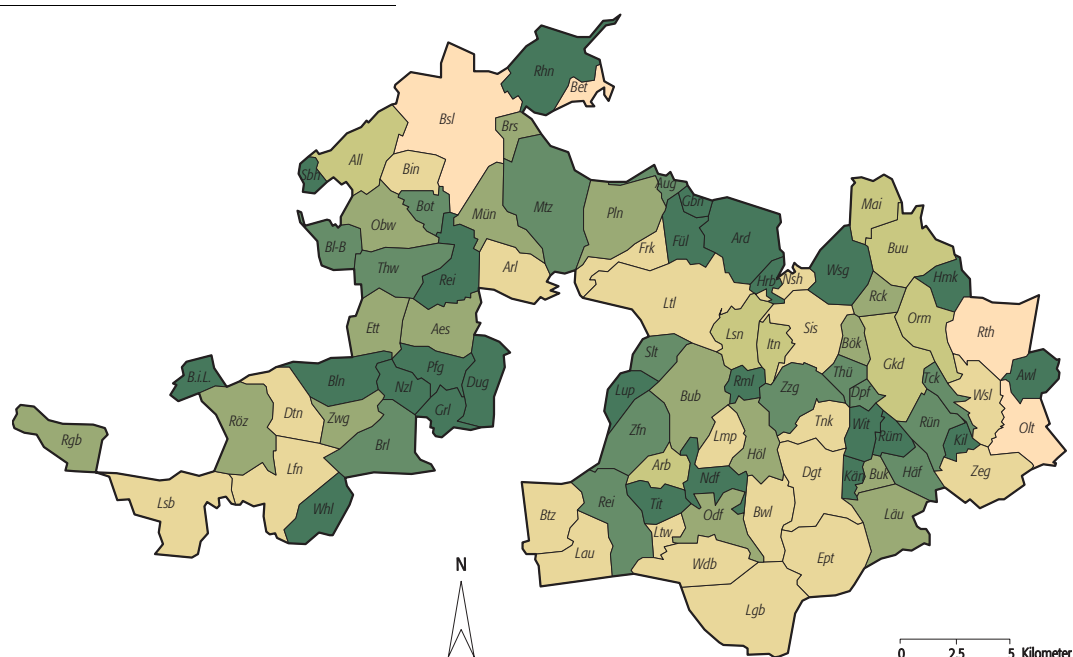 Rhn
Bet
Bsl
Brs
All
Bin
Sbh
Bot
Mün
Mtz
Pln
Aug
Gbn
Mai
Obw
Bl-B
Thw
Rei
Arl
Frk
Fül
Ard
Buu
Wsg
Hmk
Hrb
Nsh
Rck
Ltl
Orm
Ett
Aes
Lsn
Itn
Sis
Bök
Rth
Slt
Gkd
B.i.L.
Bln
Pfg
Nzl
Dug
Grl
Lup
Bub
Rml
Zzg
Thü
Dpf
Tck
Awl
Wsl
Röz
Dtn
Zwg
Brl
Zfn
Lmp
Tnk
Wit
Rüm
Rün
Kil
Olt
Rgb
Lfn
Arb
Höl
Ndf
Dgt
Kän
Buk
Häf
Zeg
Lsb
Whl
Btz
Rei
Tit
Odf
Bwl
Läu
Lau
Ltw
Wdb
Ept
Lgb
N
0 2.5 5 Kilometer